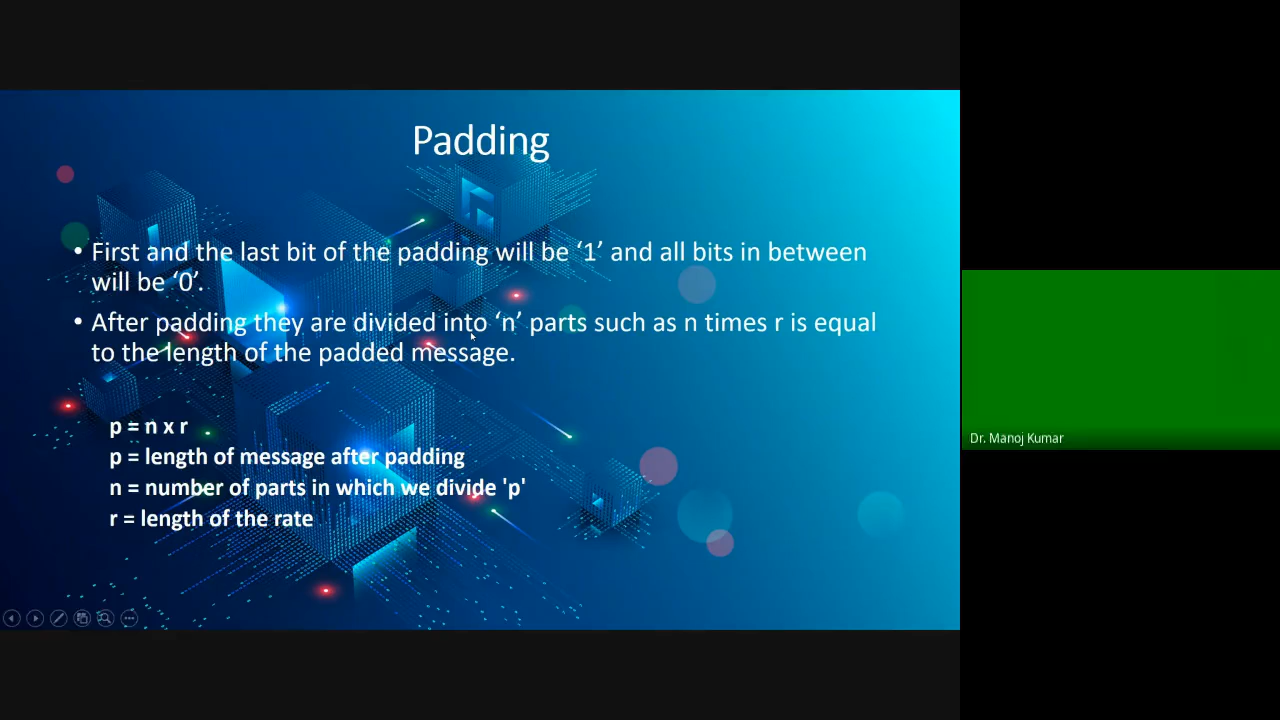 Padding
• First and the last bit of the padding will be ‘1’ and all bits in between
will be ‘0’.
• After padding they are divided into ‘n’ parts such as n times r is equal
to the length of the padded message.
p = n x r
p = length of message after padding
n = number of parts in which we divide 'p'
r = length of the rate
Dr. Manoj Kumar